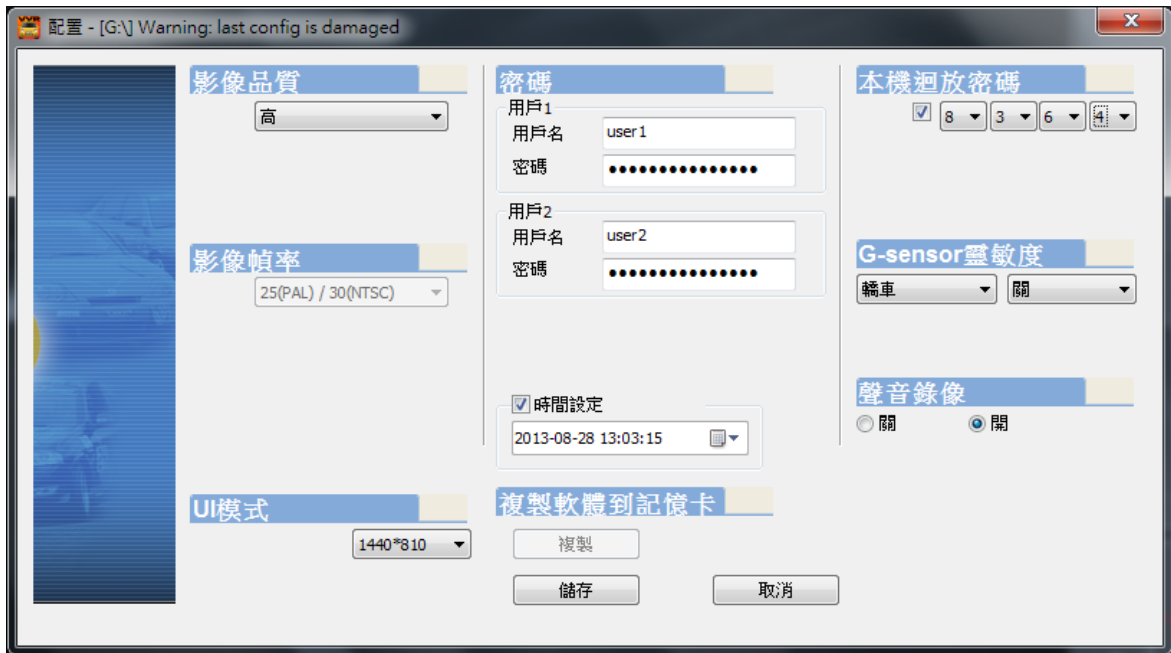 配置 - [G:\] Warning: last config is damaged
影像品質
高
影像幀率
25(PAL) / 30(NTSC)
UI模式
1440*810
密碼
用戶1
用戶名 user1
密碼 ●●●●●●●●●●●●●●●
用戶2
用戶名 user2
密碼 ●●●●●●●●●●●●●●●
時間設定
2013-08-28 13:03:15
複製軟體到記憶卡
複製
儲存 取消
本機迴放密碼
8 3 6 4
G-sensor靈敏度
轎車 關
聲音錄像
關 開